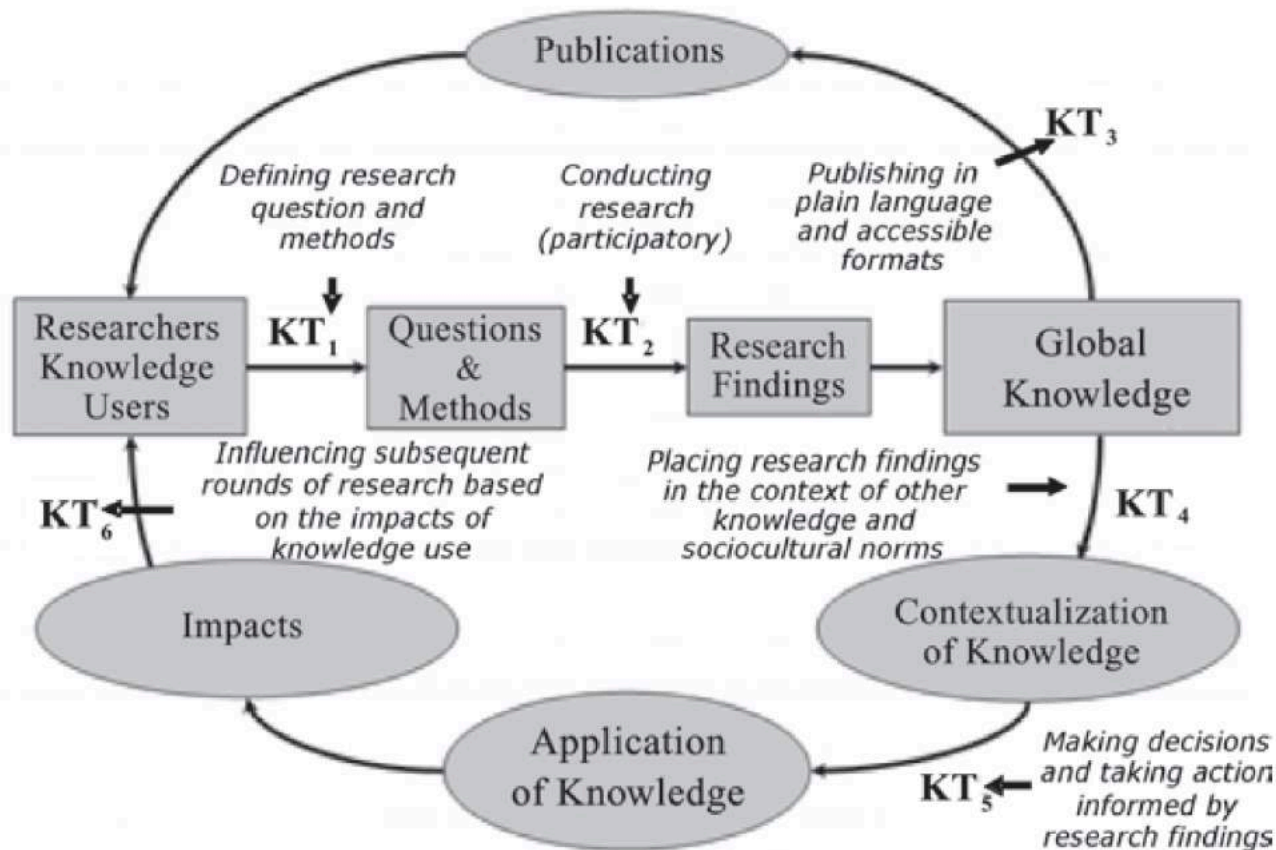 Publications
KT3
Defining research
question and
methods
Conducting
research
(participatory)
Publishing in
plain language
and accessible
formats
Researchers
Knowledge
Users
KT1
Questions
&
Methods
KT2
Research
Findings
Global
Knowledge
Influencing subsequent
rounds of research based
on the impacts of
knowledge use
KT6
Placing research findings
in the context of other
knowledge and
sociocultural norms
KT4
Impacts
Contextualization
of Knowledge
Application
of Knowledge
KT5
Making decisions
and taking action
informed by
research findings